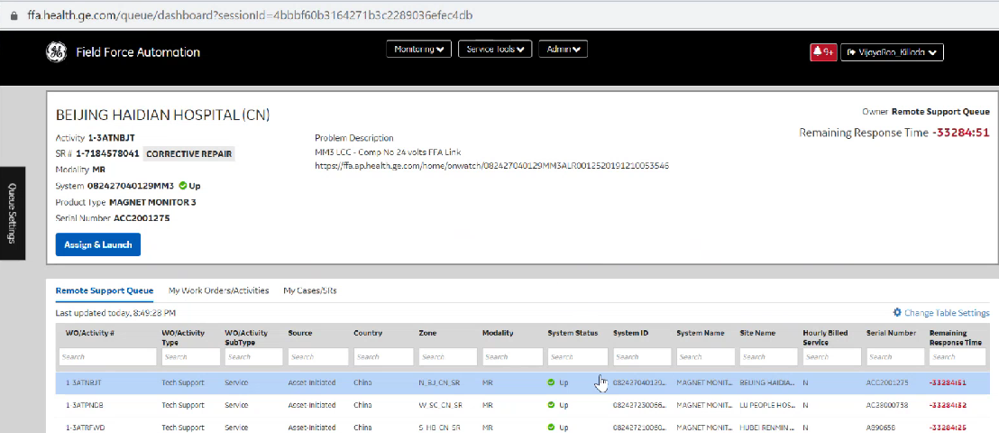 ffa.health.ge.com/queue/dashboard?sessionId=4bbbf60b3164271b3c2289036efec4db
Field Force Automation
Monitoring
Service Tools
Admin
9+
VijayaRao_Killada
Queue Settings
BEIJING HAIDIAN HOSPITAL (CN)
Owner Remote Support Queue
Remaining Response Time -33284:51
Activity 1-3ATNBJT
SR # 1-7184578041 CORRECTIVE REPAIR
Modality MR
System 082427040129MM3 Up
Product Type MAGNET MONITOR 3
Serial Number ACC2001275
Problem Description
MM3 LCC - Comp No 24 volts FFA Link
https://ffa.ap.health.ge.com/home/onwatch/082427040129MM3ALR0012520191210053546
Assign & Launch
Remote Support Queue My Work Orders/Activities My Cases/SRs
Last updated today, 8:49:28 PM
Change Table Settings
WO/Activity # WO/Activity Type WO/Activity SubType Source Country Zone Modality System Status System ID System Name Site Name Hourly Billed Service Serial Number Remaining Response Time
Search Search Search Search Search Search Search Search Search Search Search Search Search Search
1-3ATNBJT Tech Support Service Asset-Initiated China N_BJ_CN_SR MR Up 082427040129... MAGNET MONIT... BEIJING HAIDIA... N ACC2001275 -33284:51
1-3ATPNDB Tech Support Service Asset-Initiated China W_SC_CN_SR MR Up 082427230066... MAGNET MONIT... LU PEOPLE HOS... N AC28000738 -33284:32
1-3ATRFWD Tech Support Service Asset-Initiated China S_HB_CN_SR MR Up 082427210060... MAGNET MONIT... HUBEI RENMIN ... N AB90658 -33284:25